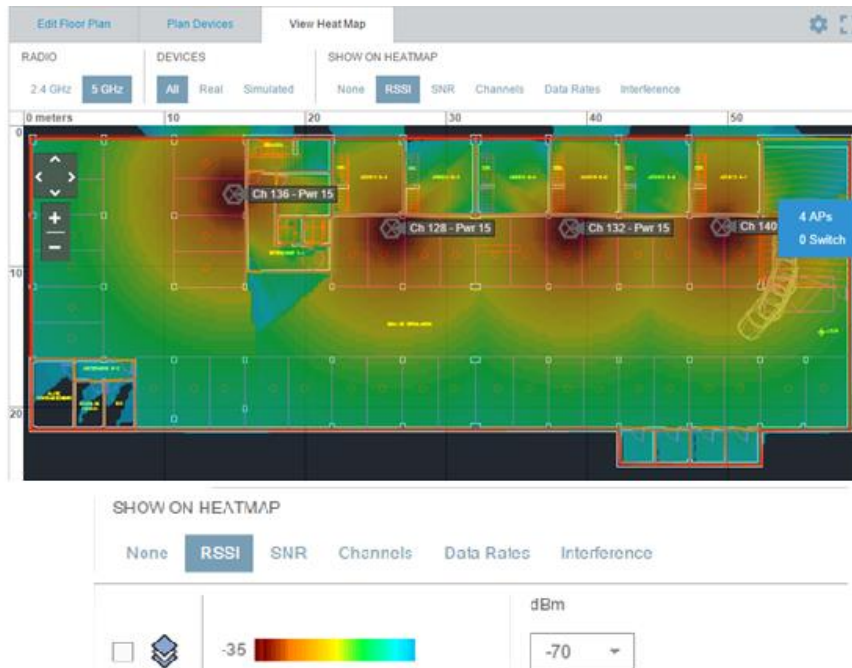 Edit Floor Plan Plan Devices View Heat Map
RADIO DEVICES SHOW ON HEATMAP
2.4 GHz 5 GHz All Real Simulated None RSSI SNR Channels Data Rates Interference
0 meters 10 20 30 40 50
0
Ch 136 - Pwr 15
Ch 128 - Pwr 15
Ch 132 - Pwr 15
Ch 140
4 APs
0 Switch
10
20
SHOW ON HEATMAP
None RSSI SNR Channels Data Rates Interference
dBm
-35
-70